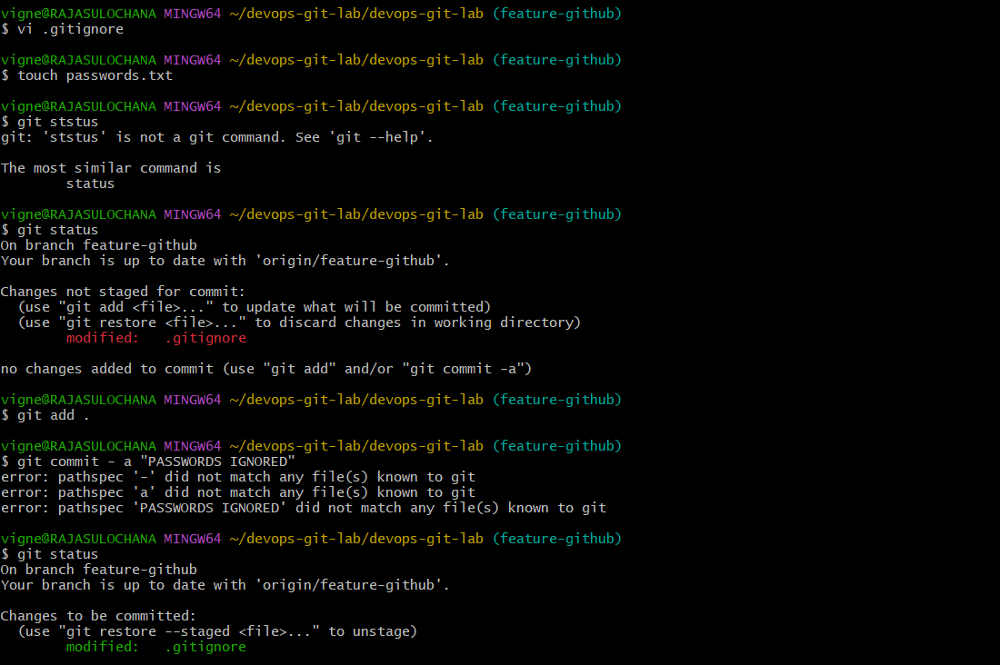 vigne@RAJASULOCHANA MINGW64 ~/devops-git-lab/devops-git-lab (feature-github)
$ vi .gitignore
vigne@RAJASULOCHANA MINGW64 ~/devops-git-lab/devops-git-lab (feature-github)
$ touch passwords.txt
vigne@RAJASULOCHANA MINGW64 ~/devops-git-lab/devops-git-lab (feature-github)
$ git ststus
git: 'ststus' is not a git command. See 'git --help'.
The most similar command is
        status
vigne@RAJASULOCHANA MINGW64 ~/devops-git-lab/devops-git-lab (feature-github)
$ git status
On branch feature-github
Your branch is up to date with 'origin/feature-github'.
Changes not staged for commit:
  (use "git add <file>..." to update what will be committed)
  (use "git restore <file>..." to discard changes in working directory)
        modified:   .gitignore
no changes added to commit (use "git add" and/or "git commit -a")
vigne@RAJASULOCHANA MINGW64 ~/devops-git-lab/devops-git-lab (feature-github)
$ git add .
vigne@RAJASULOCHANA MINGW64 ~/devops-git-lab/devops-git-lab (feature-github)
$ git commit - a "PASSWORDS IGNORED"
error: pathspec '-' did not match any file(s) known to git
error: pathspec 'a' did not match any file(s) known to git
error: pathspec 'PASSWORDS IGNORED' did not match any file(s) known to git
vigne@RAJASULOCHANA MINGW64 ~/devops-git-lab/devops-git-lab (feature-github)
$ git status
On branch feature-github
Your branch is up to date with 'origin/feature-github'.
Changes to be committed:
  (use "git restore --staged <file>..." to unstage)
        modified:   .gitignore